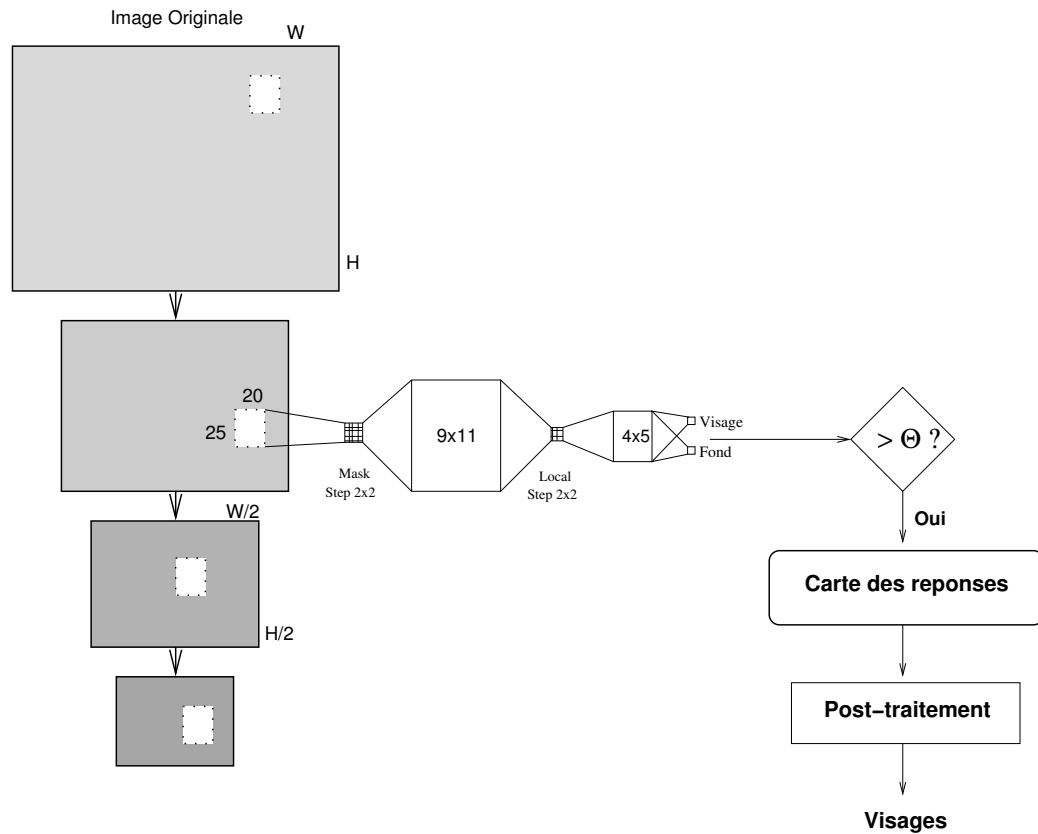 Image Originale
W
H
20
25
9x11
4x5
Visage
Fond
Mask
Step 2x2
Local
Step 2x2
> Θ ?
Oui
W/2
H/2
Carte des reponses
Post-traitement
Visages